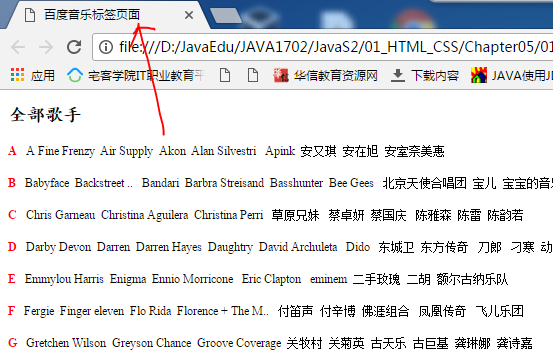 百度音乐标签页面
file:///D:/JavaEdu/JAVA1702/JavaS2/01_HTML_CSS/Chapter05/01
应用 宅客学院IT职业教育平 华信教育资源网 下载内容 JAVA使用JD
全部歌手
A A Fine Frenzy Air Supply Akon Alan Silvestri Apink 安又琪 安在旭 安室奈美惠
B Babyface Backstreet .. Bandari Barbra Streisand Basshunter Bee Gees 北京天使合唱团 宝儿 宝宝的音乐
C Chris Garneau Christina Aguilera Christina Perri 草原兄妹 蔡卓妍 蔡国庆 陈雅森 陈雷 陈韵若
D Darby Devon Darren Darren Hayes Daughtry David Archuleta Dido 东城卫 东方传奇 刀郎 刁寒 动
E Emmylou Harris Enigma Ennio Morricone Eric Clapton eminem 二手玫瑰 二胡 额尔古纳乐队
F Fergie Finger eleven Flo Rida Florence + The M.. 付笛声 付辛博 佛涯组合 凤凰传奇 飞儿乐团
G Gretchen Wilson Greyson Chance Groove Coverage 关牧村 关菊英 古天乐 古巨基 龚琳娜 龚诗嘉